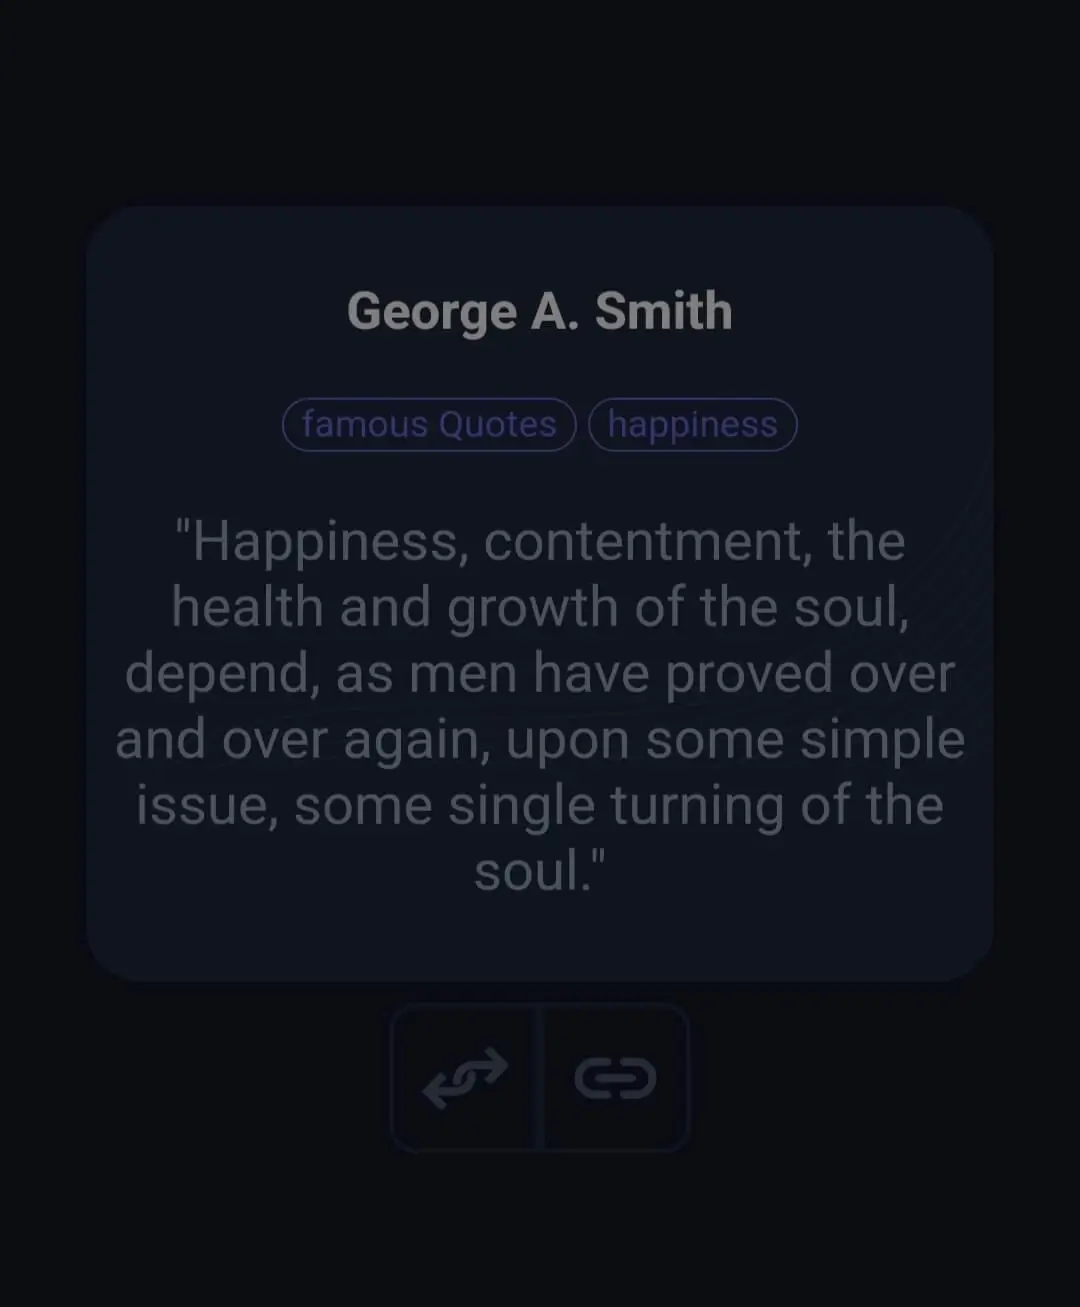 George A. Smith
famous Quotes happiness
"Happiness, contentment, the
health and growth of the soul,
depend, as men have proved over
and over again, upon some simple
issue, some single turning of the
soul."